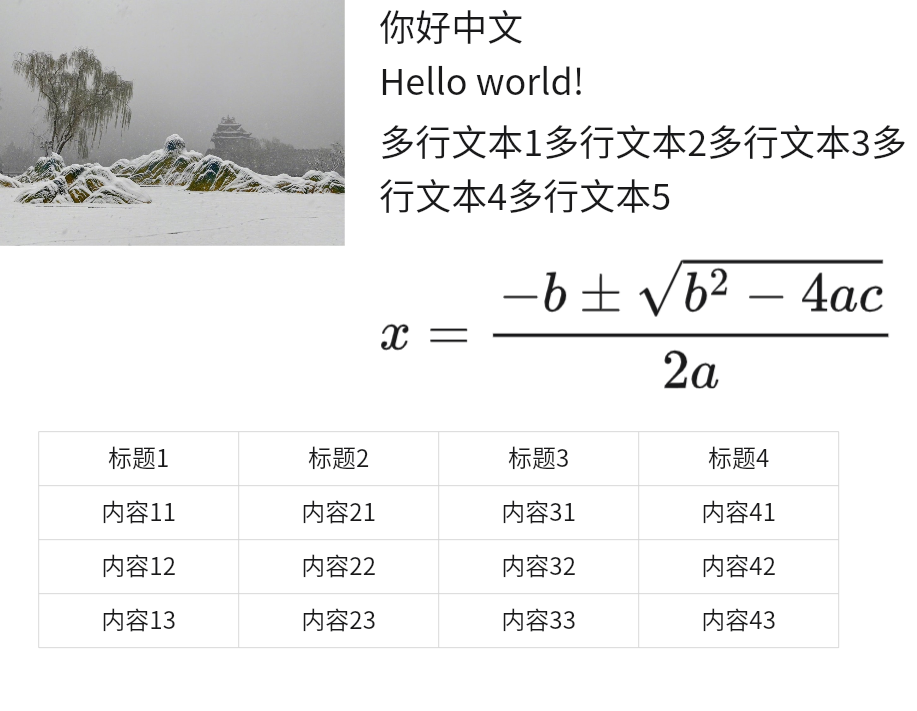 你好中文
Hello world!
多行文本1多行文本2多行文本3多
行文本4多行文本5
x = \frac{-b \pm \sqrt{b^2 - 4ac}}{2a}
标题1 标题2 标题3 标题4
内容11 内容21 内容31 内容41
内容12 内容22 内容32 内容42
内容13 内容23 内容33 内容43